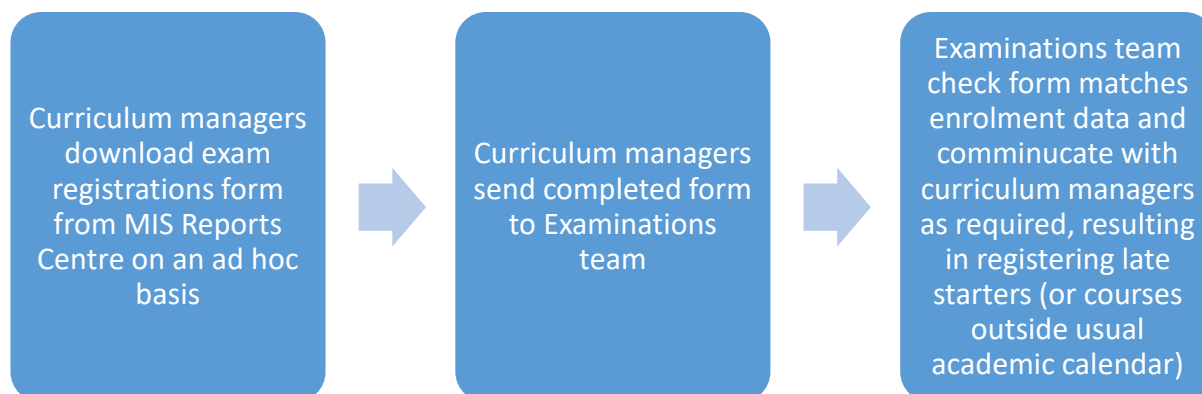 Curriculum managers
download exam
registrations form
from MIS Reports
Centre on an ad hoc
basis
Curriculum managers
send completed form
to Examinations
team
Examinations team
check form matches
enrolment data and
comminucate with
curriculum managers
as required, resulting
in registering late
starters (or courses
outside usual
academic calendar)